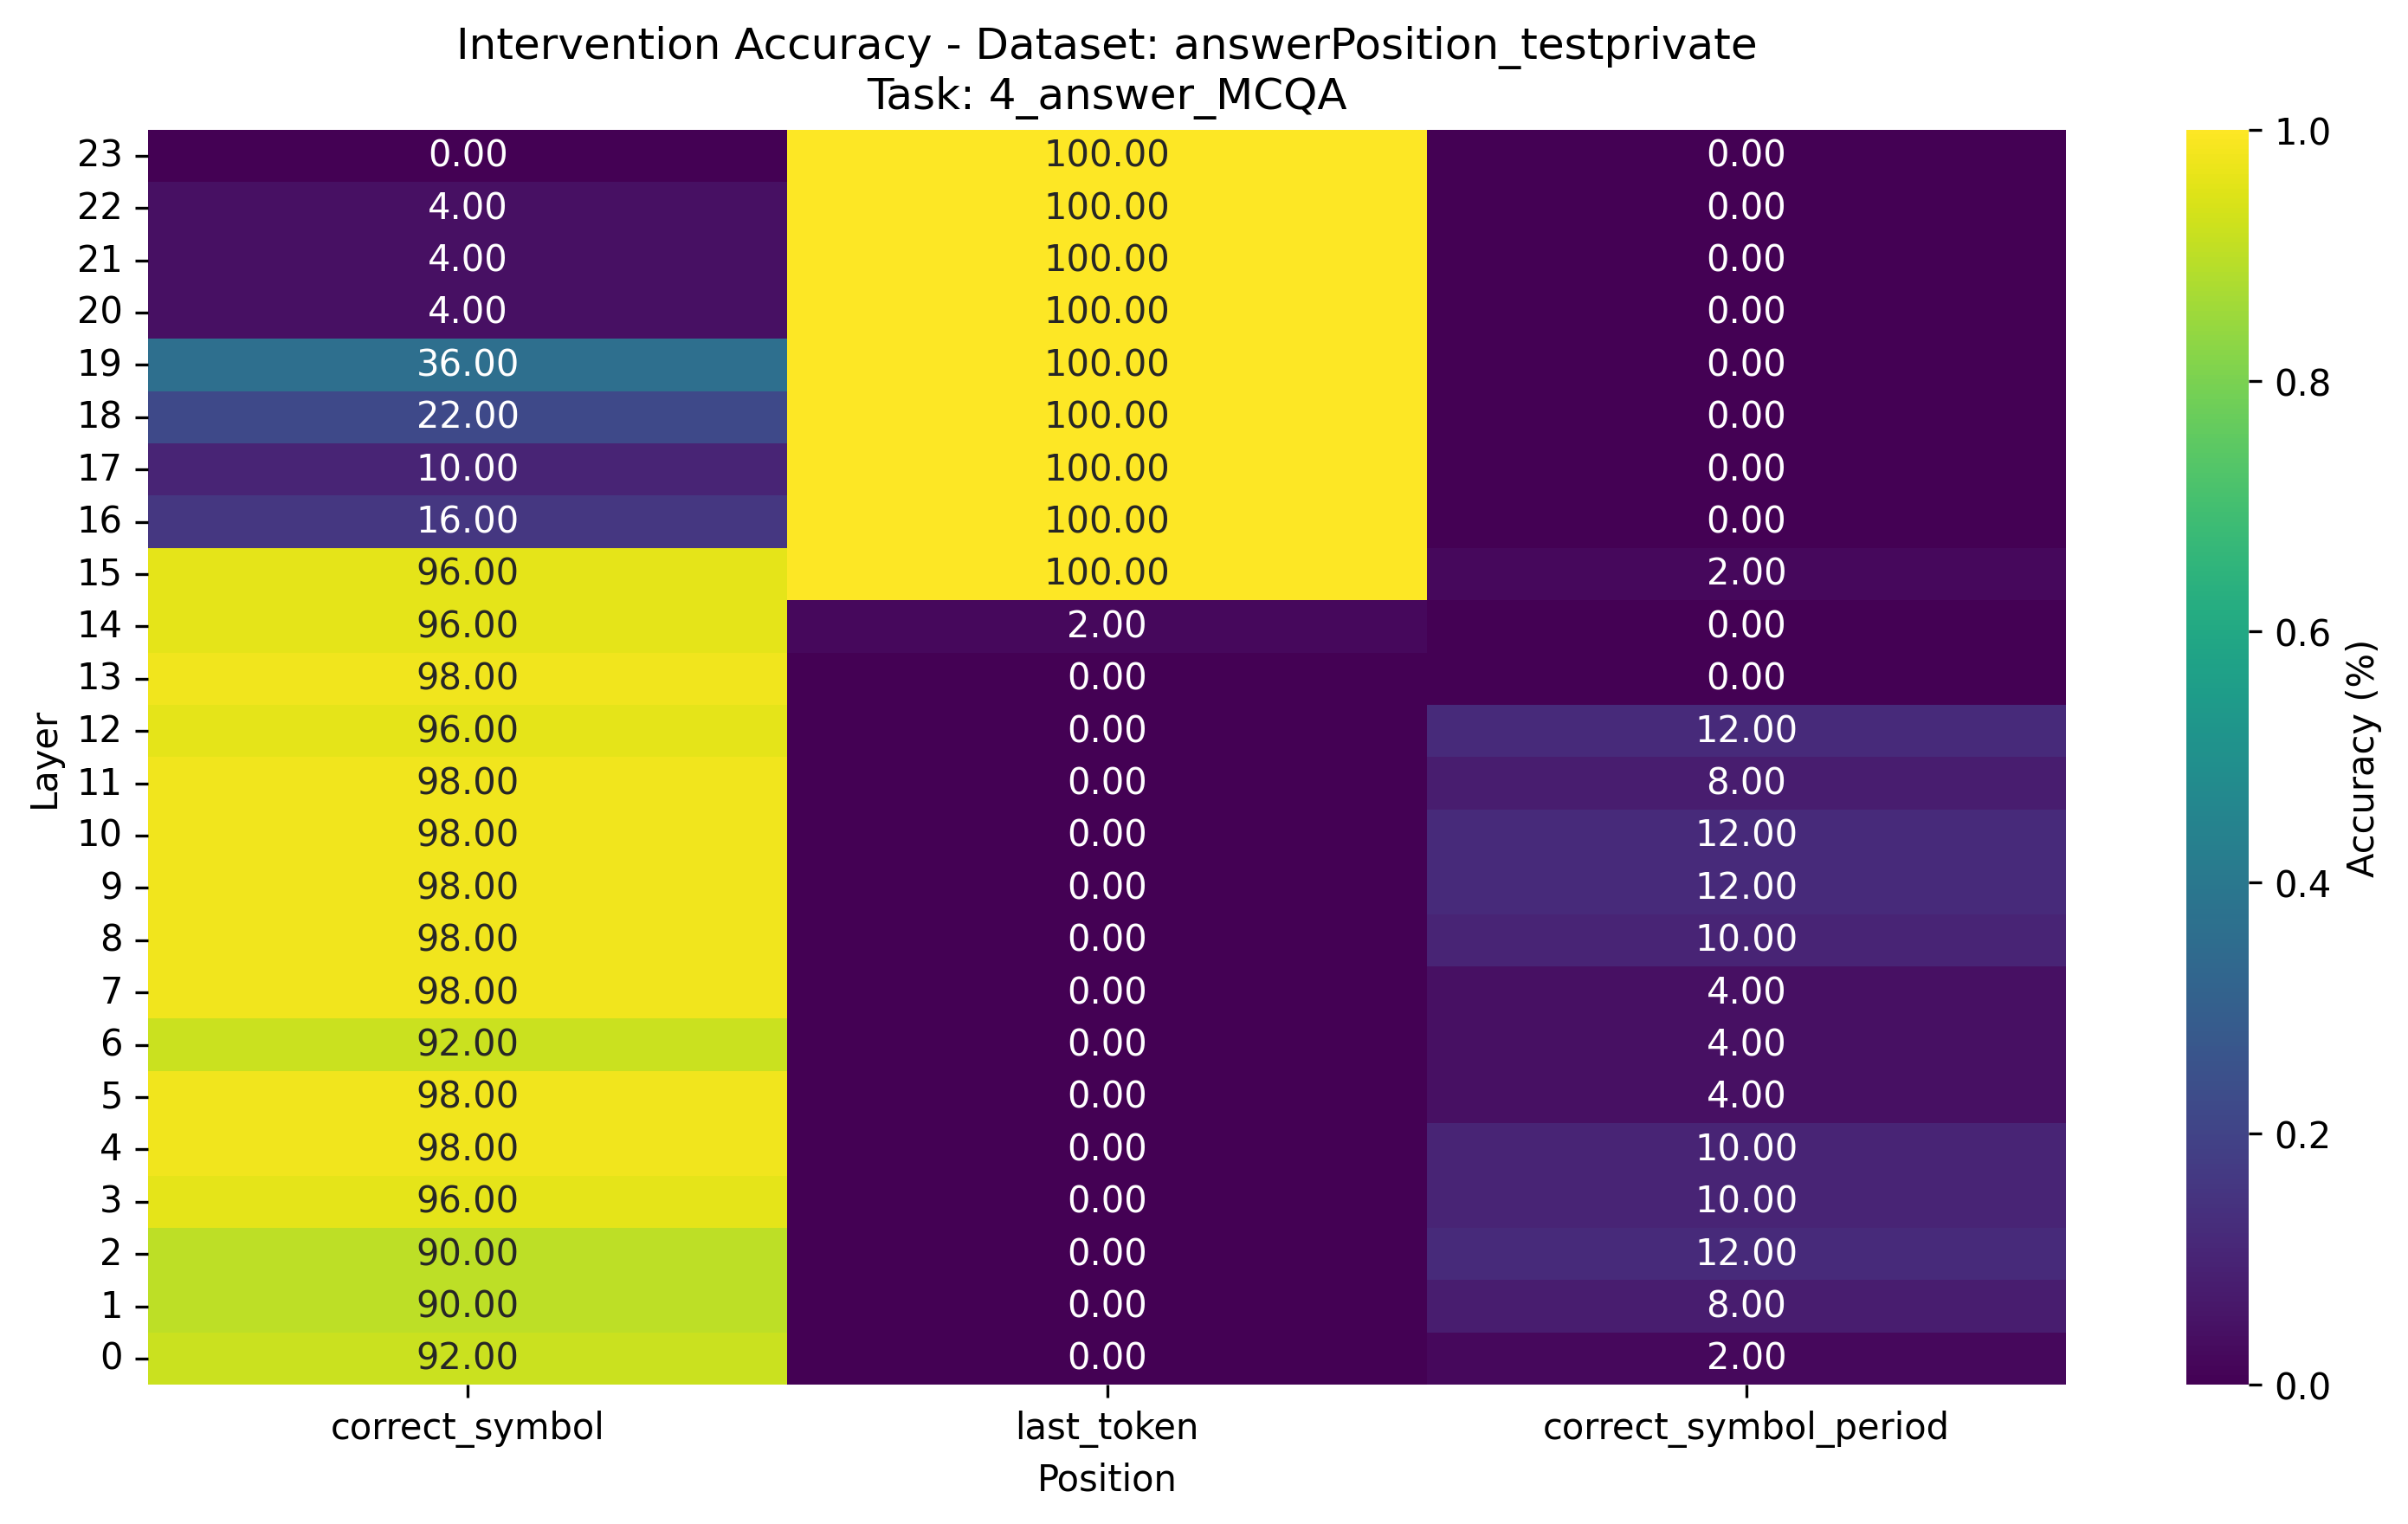 Intervention Accuracy - Dataset: answerPosition_testprivate
Task: 4_answer_MCQA
23 0.00 100.00 0.00
22 4.00 100.00 0.00
21 4.00 100.00 0.00
20 4.00 100.00 0.00
19 36.00 100.00 0.00
18 22.00 100.00 0.00
17 10.00 100.00 0.00
16 16.00 100.00 0.00
15 96.00 100.00 2.00
14 96.00 2.00 0.00
13 98.00 0.00 0.00
12 96.00 0.00 12.00
11 98.00 0.00 8.00
10 98.00 0.00 12.00
9 98.00 0.00 12.00
8 98.00 0.00 10.00
7 98.00 0.00 4.00
6 92.00 0.00 4.00
5 98.00 0.00 4.00
4 98.00 0.00 10.00
3 96.00 0.00 10.00
2 90.00 0.00 12.00
1 90.00 0.00 8.00
0 92.00 0.00 2.00
correct_symbol last_token correct_symbol_period
Position
Layer
1.0
0.8
0.6
0.4
0.2
0.0
Accuracy (%)